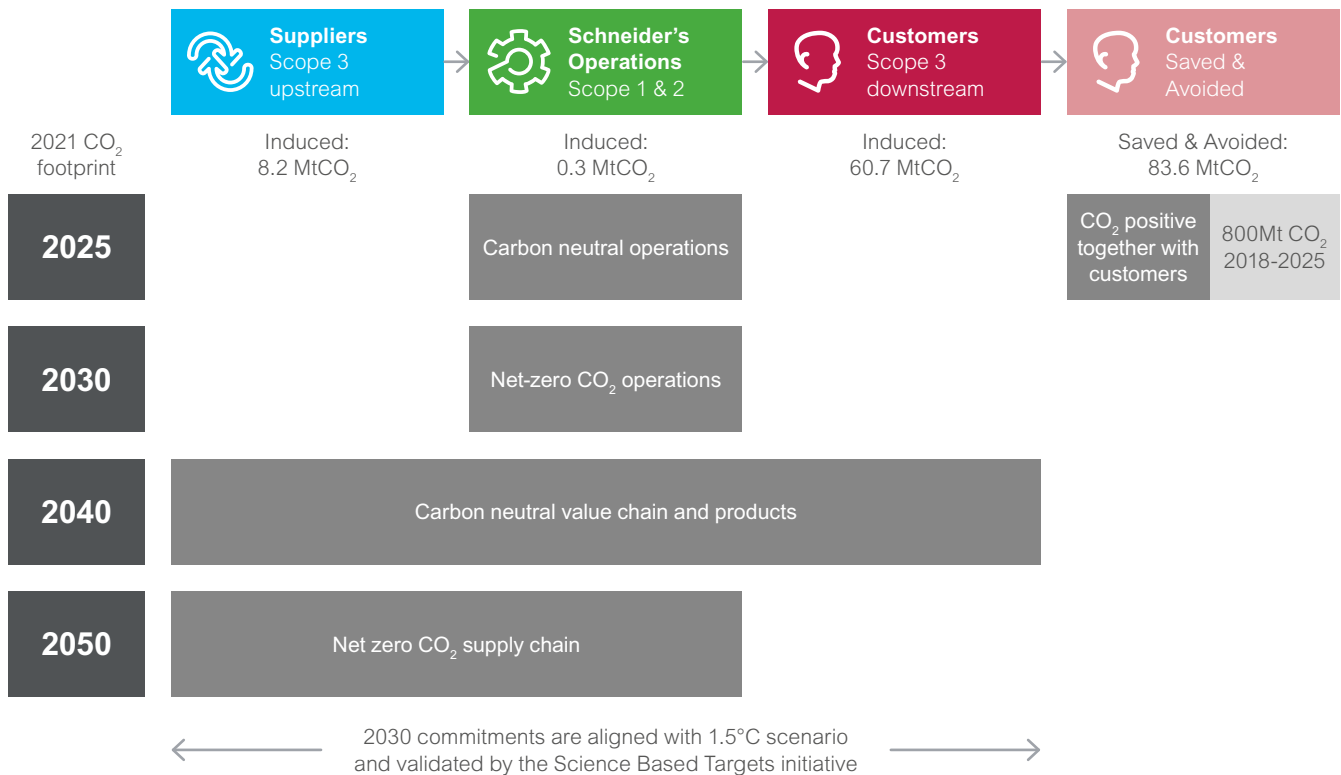 Suppliers
Scope 3
upstream
Schneider's
Operations
Scope 1 & 2
Customers
Scope 3
downstream
Customers
Saved &
Avoided
2021 CO₂
footprint
Induced:
8.2 MtCO₂
Induced:
0.3 MtCO₂
Induced:
60.7 MtCO₂
Saved & Avoided:
83.6 MtCO₂
2025
Carbon neutral operations
CO₂ positive
together with
customers
800Mt CO₂
2018-2025
2030
Net-zero CO₂ operations
2040
Carbon neutral value chain and products
2050
Net zero CO₂ supply chain
2030 commitments are aligned with 1.5°C scenario
and validated by the Science Based Targets initiative